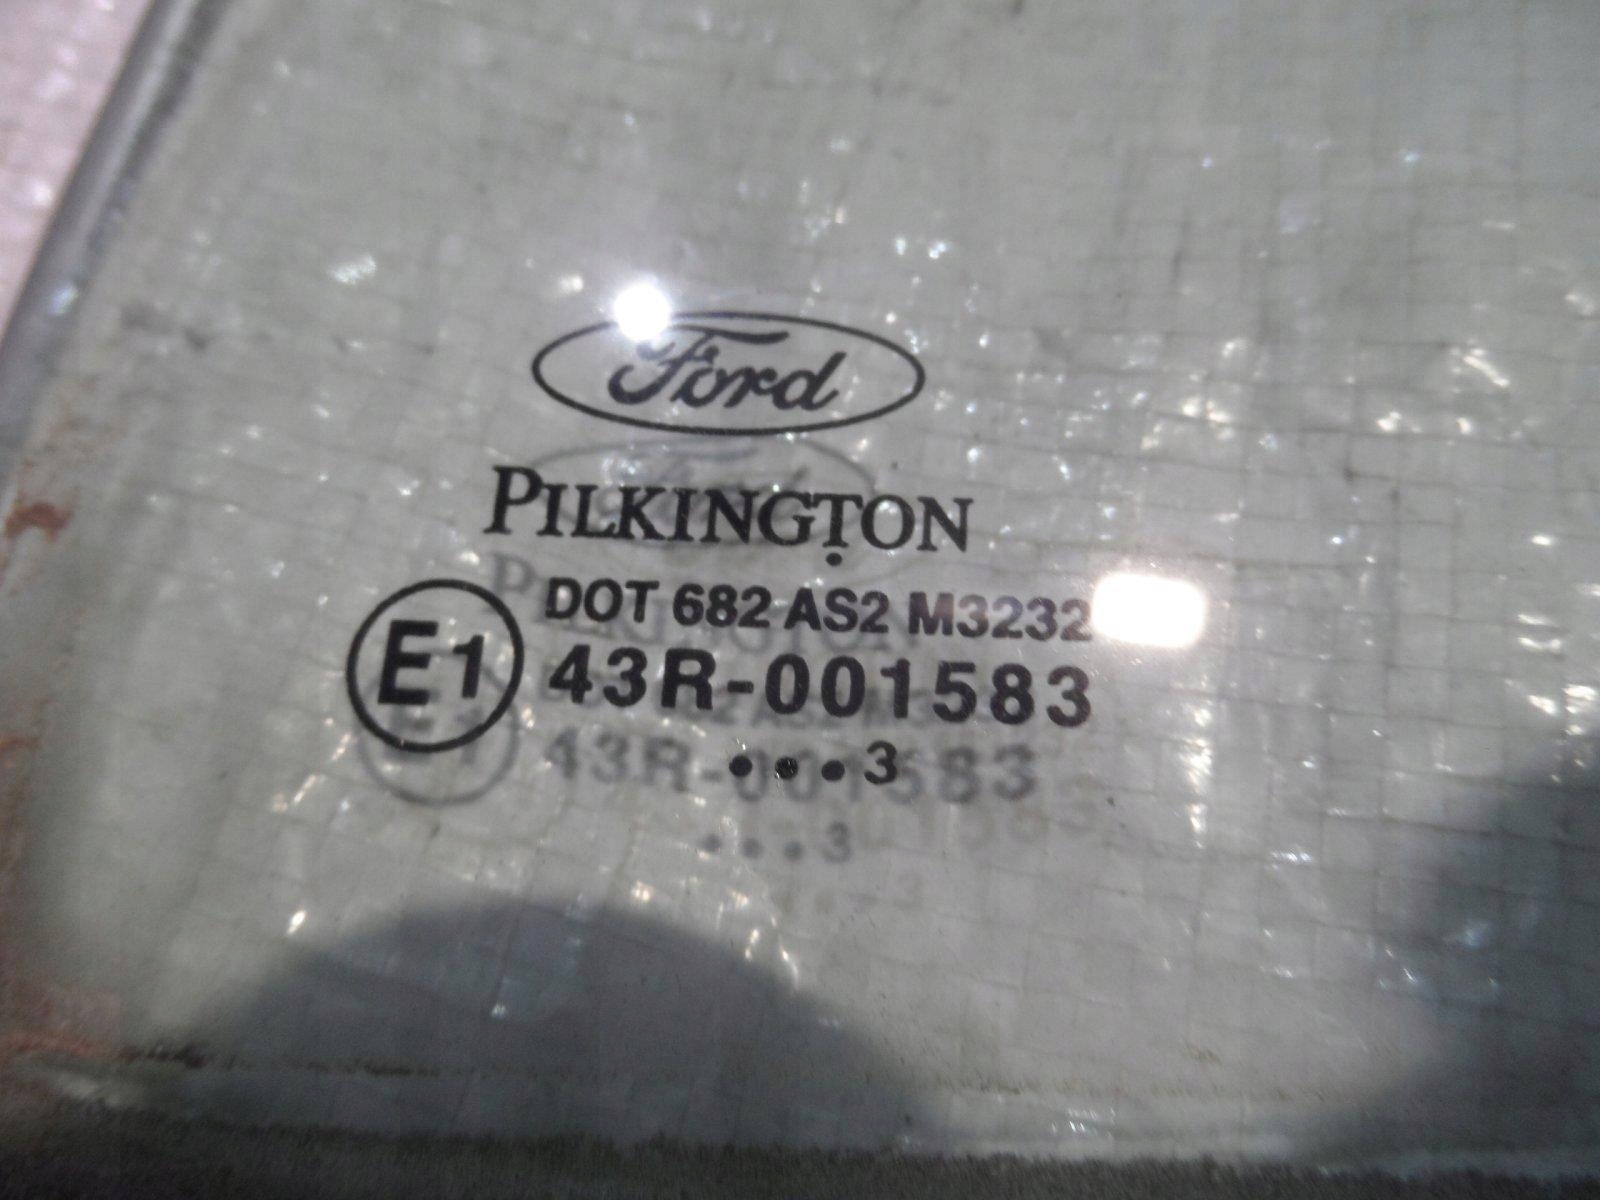 Ford
PILKINGTON
DOT 682 AS2 M3232
E1 43R-001583
•••3